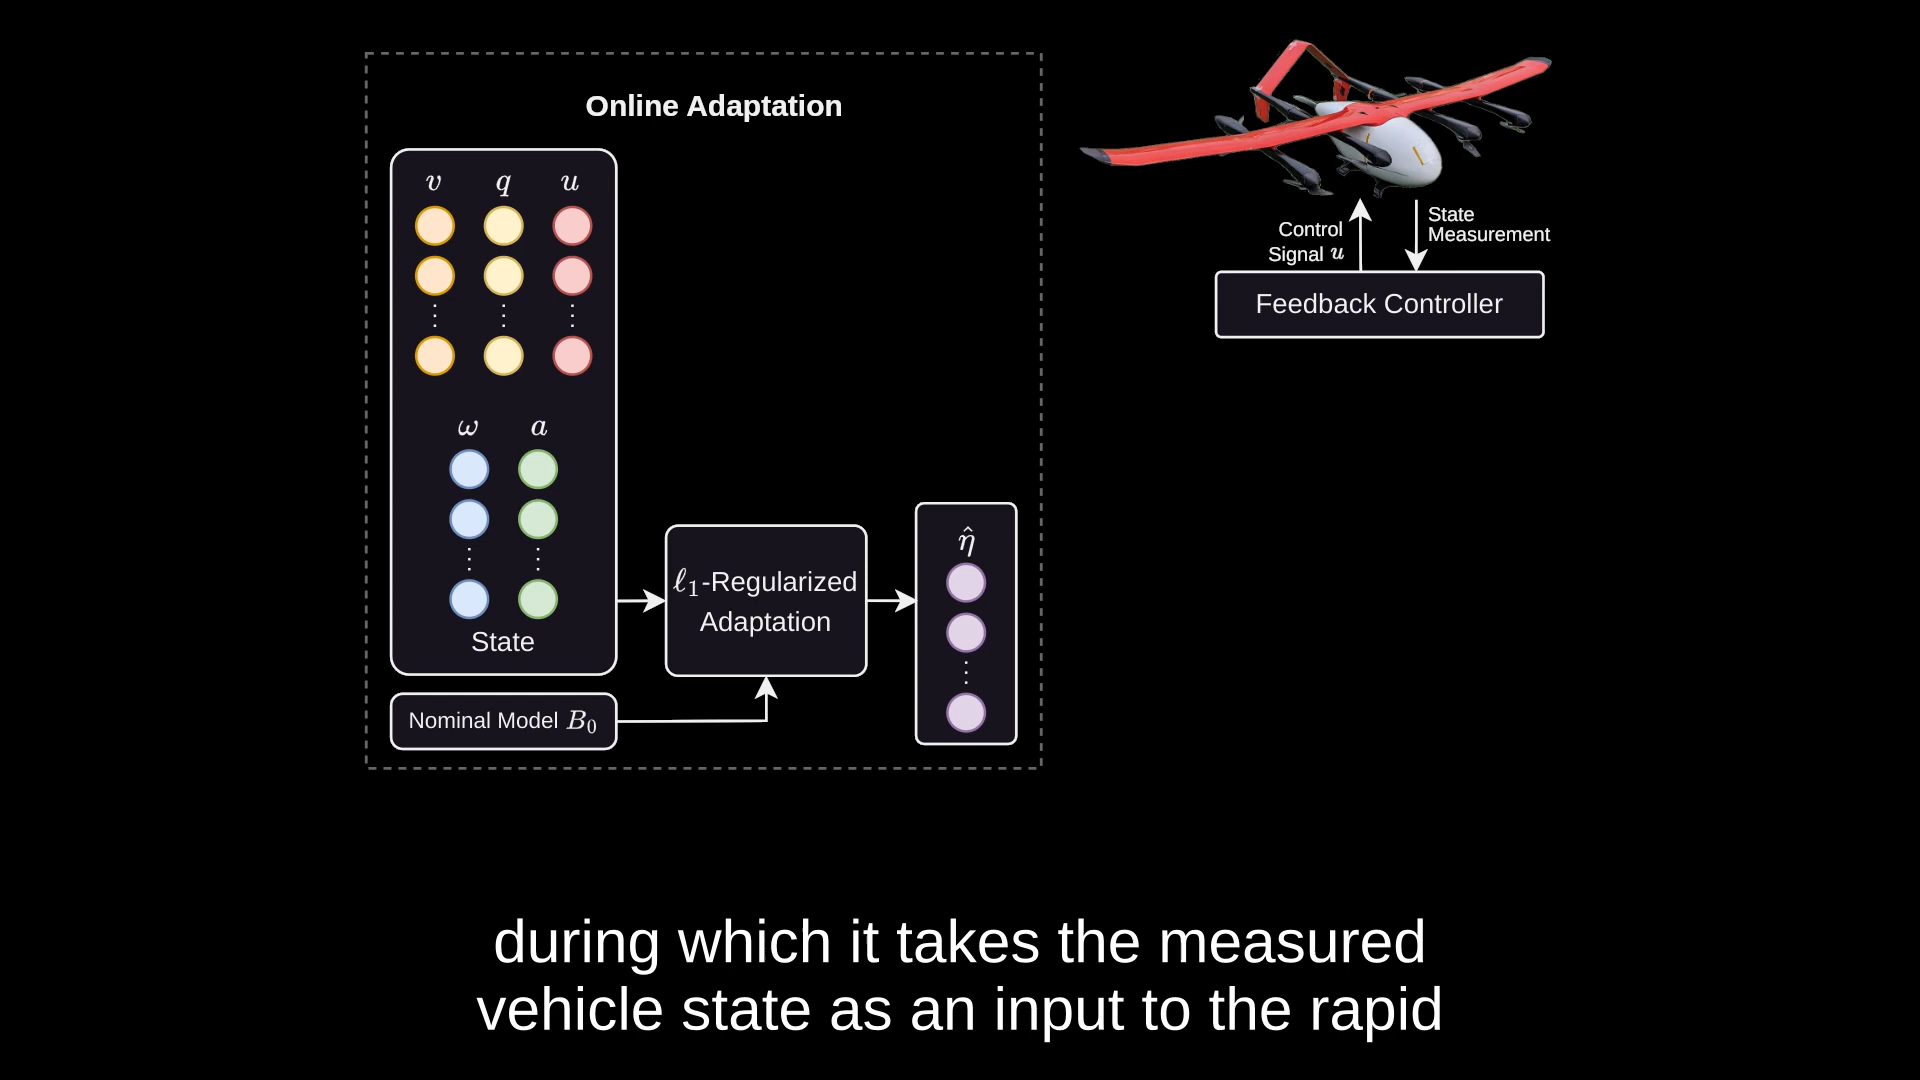 Online Adaptation
v q u
ω a
State
Nominal Model B₀
ℓ₁-Regularized
Adaptation
η̂
Control
Signal u
State
Measurement
Feedback Controller
during which it takes the measured
vehicle state as an input to the rapid